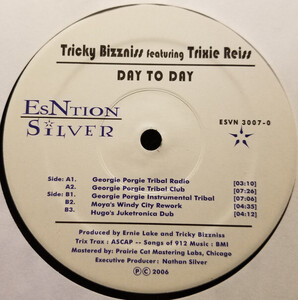 Tricky Bizzniss featuring Trixie Reiss
DAY TO DAY
EsNtion
Silver
ESVN 3007-0
Side: A1. Georgie Porgie Tribal Radio [03:10]
A2. Georgie Porgie Tribal Club [07:26]
Side: B1. Georgie Porgie Instrumental Tribal [07:06]
B2. Moya's Windy City Rework [04:35]
B3. Hugo's Juketronica Dub [04:12]
Produced by Ernie Lake and Tricky Bizzniss
Trix Trax : ASCAP -- Songs of 912 Music : BMI
Mastered by: Prairie Cat Mastering Labs, Chicago
Executive Producer: Nathan Silver
℗ © 2006